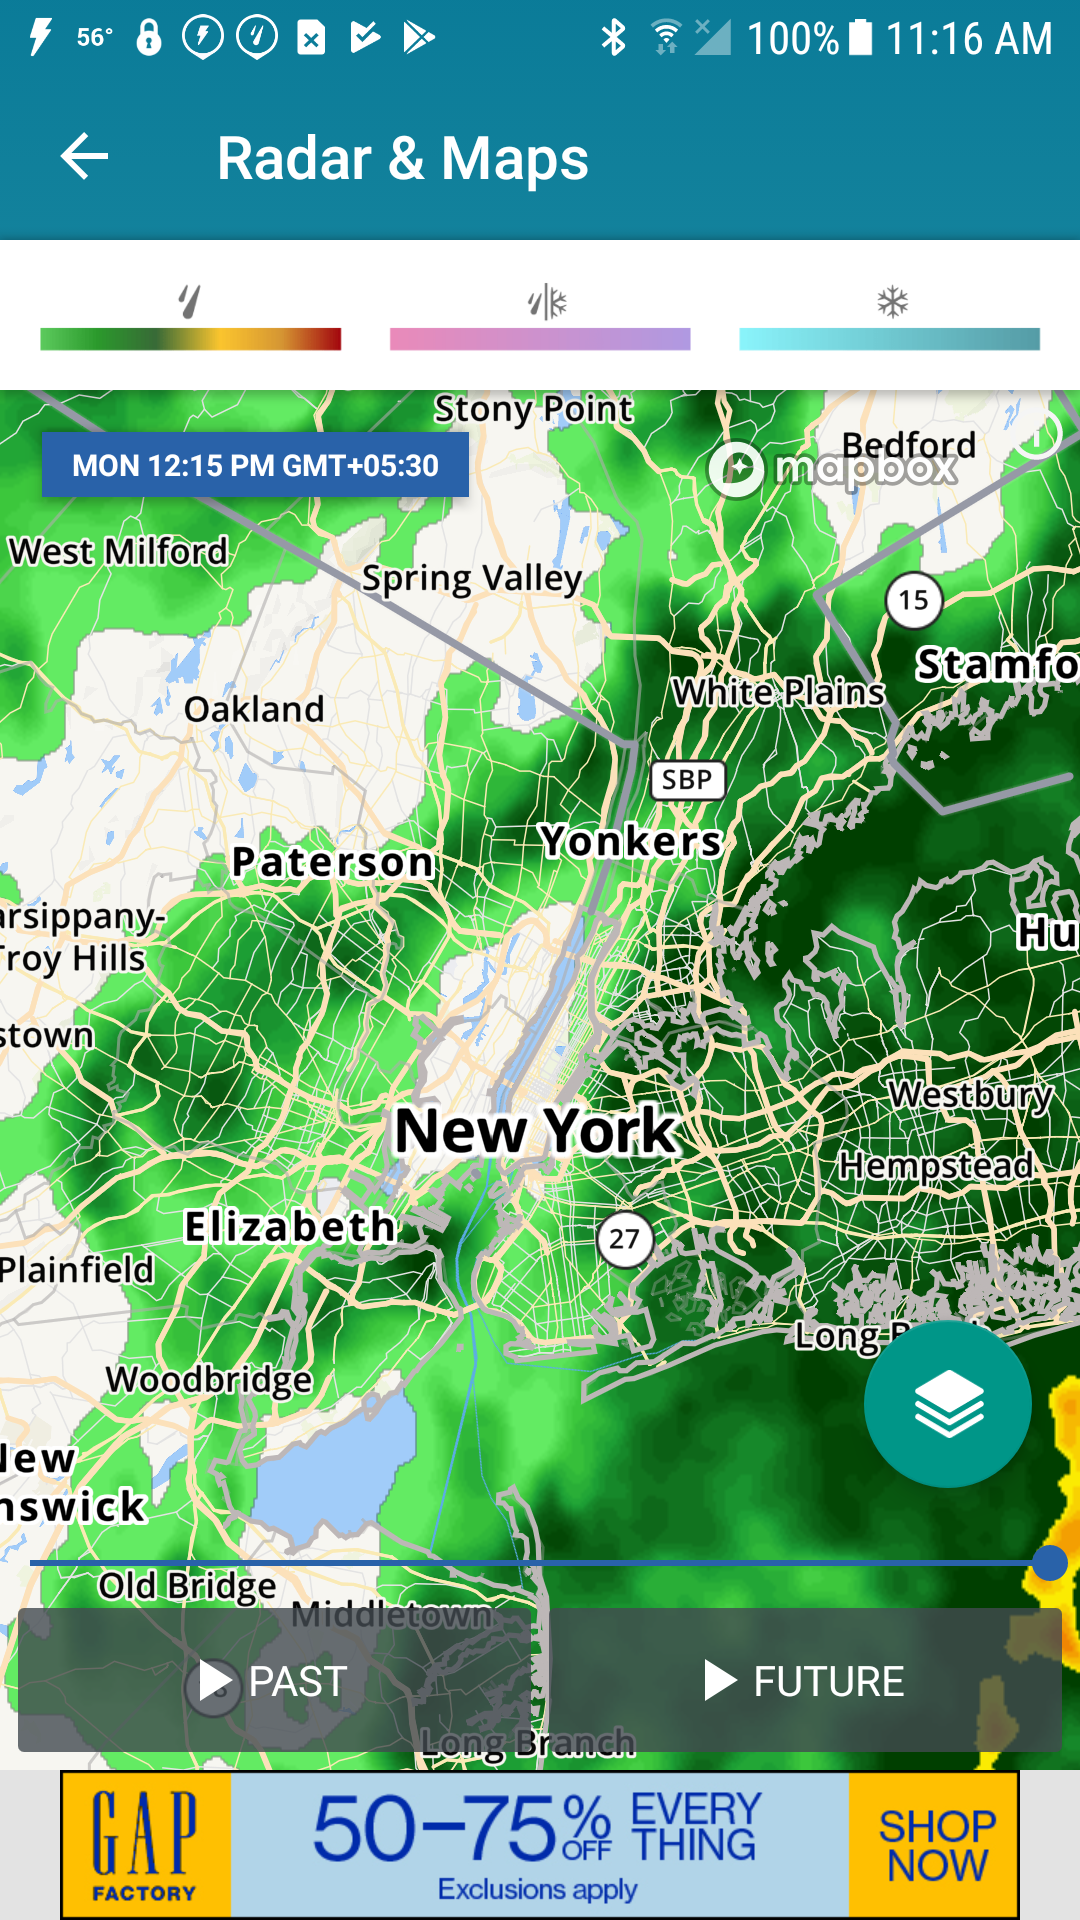 56° 100% 11:16 AM
Radar & Maps
Stony Point
Bedford
MON 12:15 PM GMT+05:30
mapbox
West Milford
Spring Valley
15
Stamfo
White Plains
Oakland
SBP
Yonkers
Paterson
arsippany-
Troy Hills
Hu
stown
Westbury
New York
Hempstead
Elizabeth
27
Plainfield
Long B
Woodbridge
New
nswick
Old Bridge
Middletown
PAST
FUTURE
Long Branch
GAP
FACTORY
50–75% OFF
EVERY
THING
Exclusions apply
SHOP
NOW